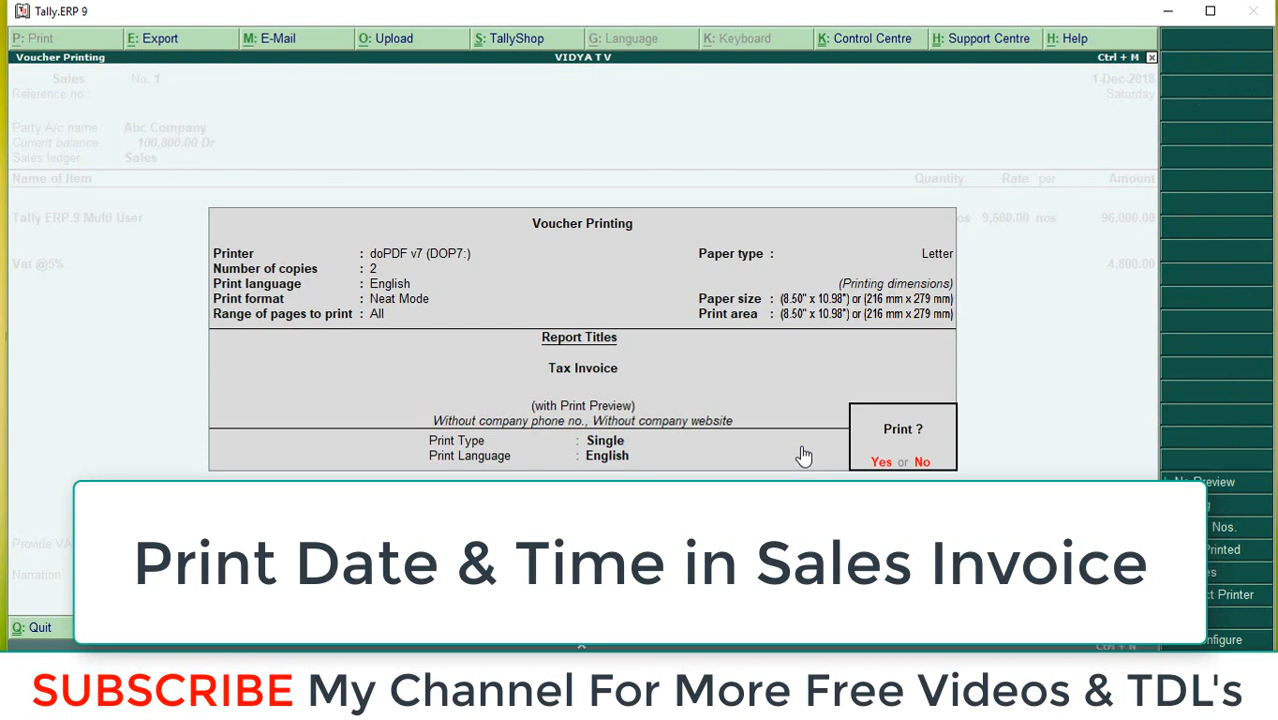 Tally.ERP 9
P: Print E: Export M: E-Mail O: Upload S: TallyShop G: Language K: Keyboard K: Control Centre H: Support Centre H: Help
Voucher Printing VIDYA TV Ctrl + M
Sales No. 1 1-Dec-2018
Reference no. Saturday
Party A/c name Abc Company
Current balance 100,800.00 Dr
Sales ledger Sales
Name of Item Quantity Rate per Amount
Tally ERP.9 Multi User 9,600.00 nos 96,000.00
Vat @5% 4,800.00
Voucher Printing
Printer : doPDF v7 (DOP7:) Paper type : Letter
Number of copies : 2
Print language : English (Printing dimensions)
Print format : Neat Mode Paper size : (8.50" x 10.98") or (216 mm x 279 mm)
Range of pages to print : All Print area : (8.50" x 10.98") or (216 mm x 279 mm)
Report Titles
Tax Invoice
(with Print Preview)
Without company phone no., Without company website
Print Type : Single
Print Language : English
Print ?
Yes or No
Preview
Nos.
Printed
Printer
Provide
Narration
Print Date & Time in Sales Invoice
Q: Quit
Ctrl + N
SUBSCRIBE My Channel For More Free Videos & TDL's